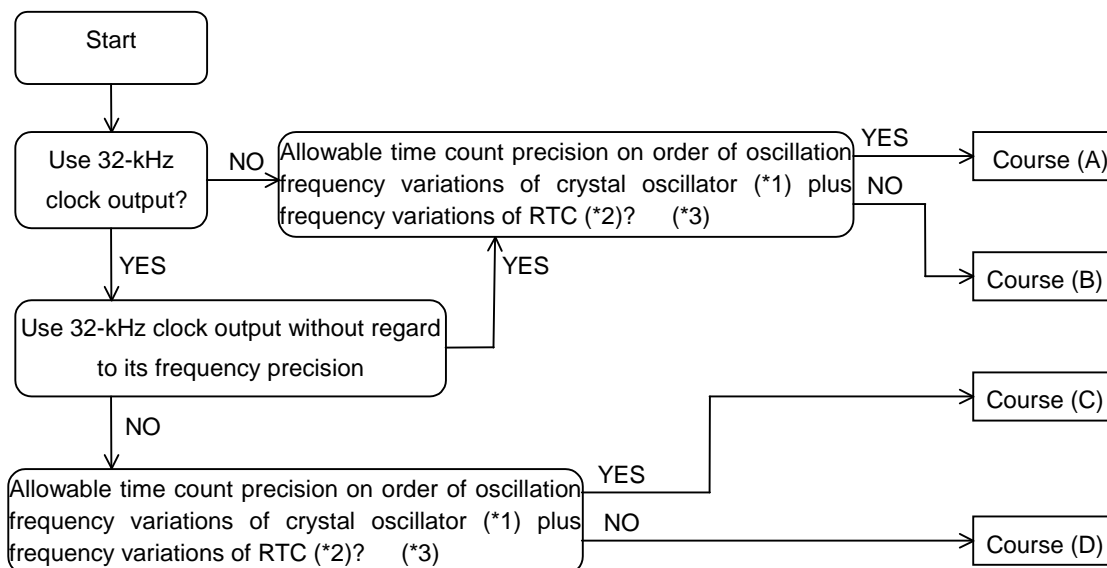 Start
Use 32-kHz
clock output?
NO
Allowable time count precision on order of oscillation
frequency variations of crystal oscillator (*1) plus
frequency variations of RTC (*2)? (*3)
YES
Course (A)
NO
Course (B)
YES
YES
Use 32-kHz clock output without regard
to its frequency precision
NO
Course (C)
Allowable time count precision on order of oscillation
frequency variations of crystal oscillator (*1) plus
frequency variations of RTC (*2)? (*3)
YES
NO
Course (D)